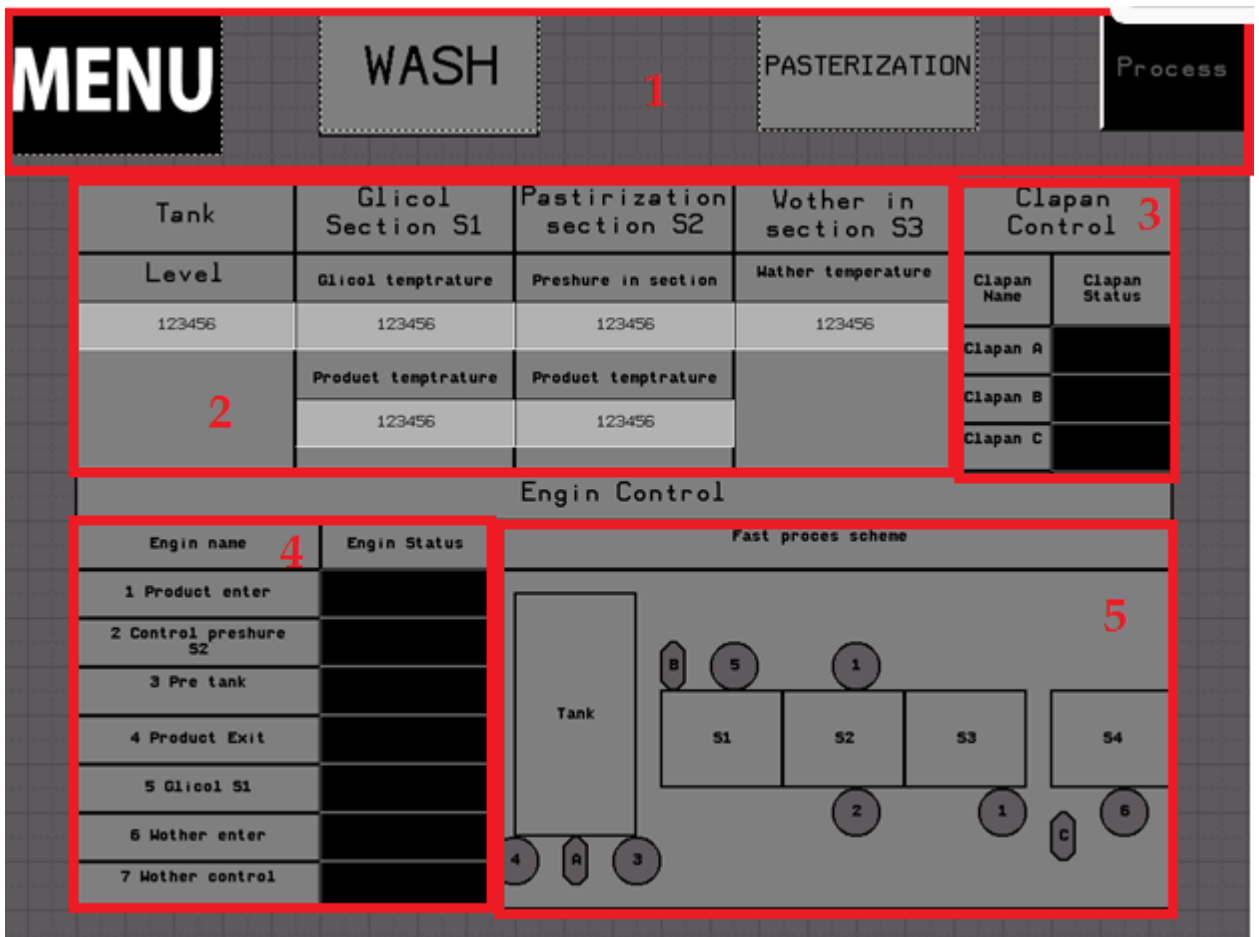 MENU
WASH
1
PASTERIZATION
Process
Tank
Glicol
Section S1
Pastirization
section S2
Wother in
section S3
Level
Glicol temptrature
Preshure in section
Wather temperature
123456
123456
123456
123456
Product temptrature
Product temptrature
2
123456
123456
Clapan
Control
3
Clapan
Name
Clapan
Status
Clapan A
Clapan B
Clapan C
Engin Control
Engin name
4
Engin Status
1 Product enter
2 Control preshure
S2
3 Pre tank
4 Product Exit
5 Glicol S1
6 Wother enter
7 Wother control
Fast proces scheme
5
B
5
1
Tank
S1
S2
S3
S4
2
1
6
C
4
A
3